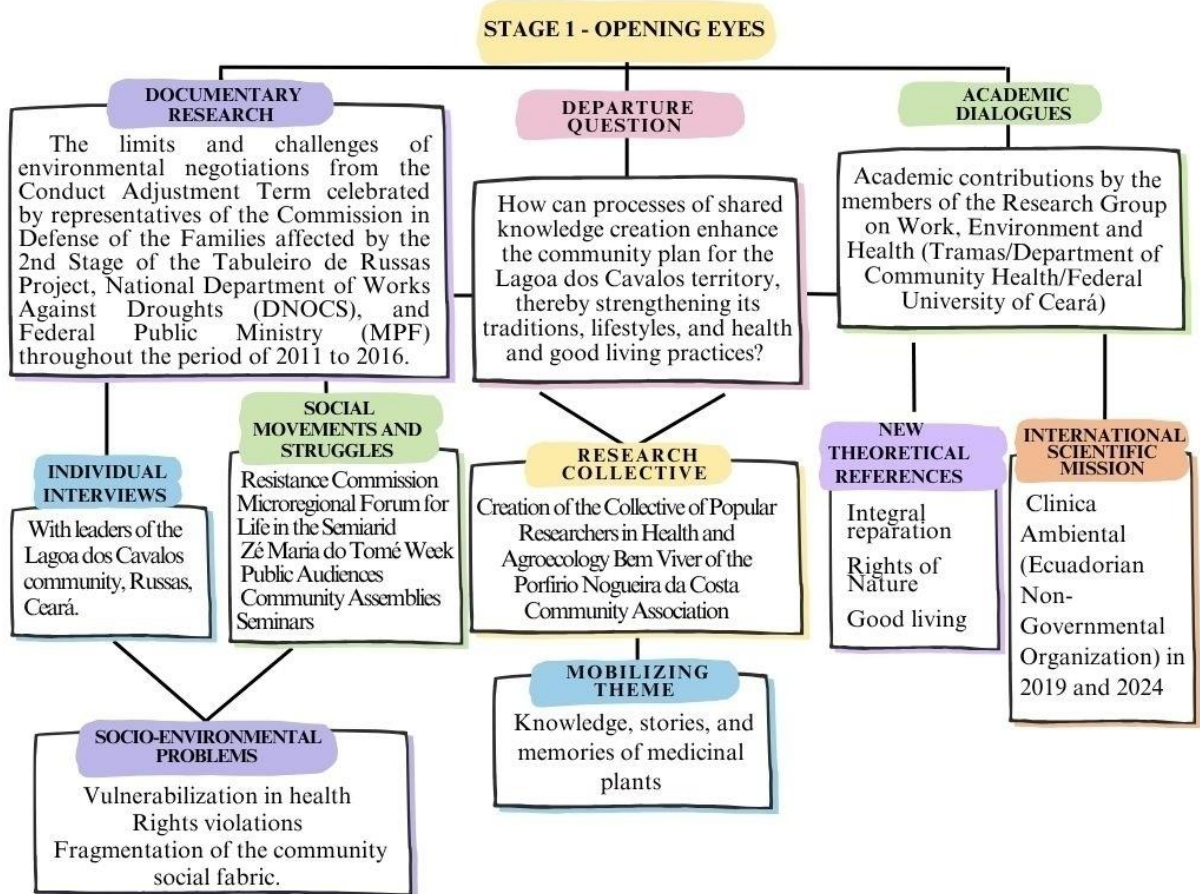 STAGE 1 - OPENING EYES
DOCUMENTARY
RESEARCH
The limits and challenges of
environmental negotiations from the
Conduct Adjustment Term celebrated
by representatives of the Commission in
Defense of the Families affected by the
2nd Stage of the Tabuleiro de Russas
Project, National Department of Works
Against Droughts (DNOCS), and
Federal Public Ministry (MPF)
throughout the period of 2011 to 2016.
DEPARTURE
QUESTION
How can processes of shared
knowledge creation enhance
the community plan for the
Lagoa dos Cavalos territory,
thereby strengthening its
traditions, lifestyles, and health
and good living practices?
ACADEMIC
DIALOGUES
Academic contributions by the
members of the Research Group
on Work, Environment and
Health (Tramas/Department of
Community Health/Federal
University of Ceará)
INDIVIDUAL
INTERVIEWS
With leaders of the
Lagoa dos Cavalos
community, Russas,
Ceará.
SOCIAL
MOVEMENTS AND
STRUGGLES
Resistance Commission
Microregional Forum for
Life in the Semiarid
Zé Maria do Tomé Week
Public Audiences
Community Assemblies
Seminars
RESEARCH
COLLECTIVE
Creation of the Collective of Popular
Researchers in Health and
Agroecology Bem Viver of the
Porfirio Nogueira da Costa
Community Association
NEW
THEORETICAL
REFERENCES
Integral
reparation
Rights of
Nature
Good living
INTERNATIONAL
SCIENTIFIC
MISSION
Clinica
Ambiental
(Ecuadorian
Non-
Governmental
Organization) in
2019 and 2024
SOCIO-ENVIRONMENTAL
PROBLEMS
Vulnerabilization in health
Rights violations
Fragmentation of the community
social fabric.
MOBILIZING
THEME
Knowledge, stories, and
memories of medicinal
plants